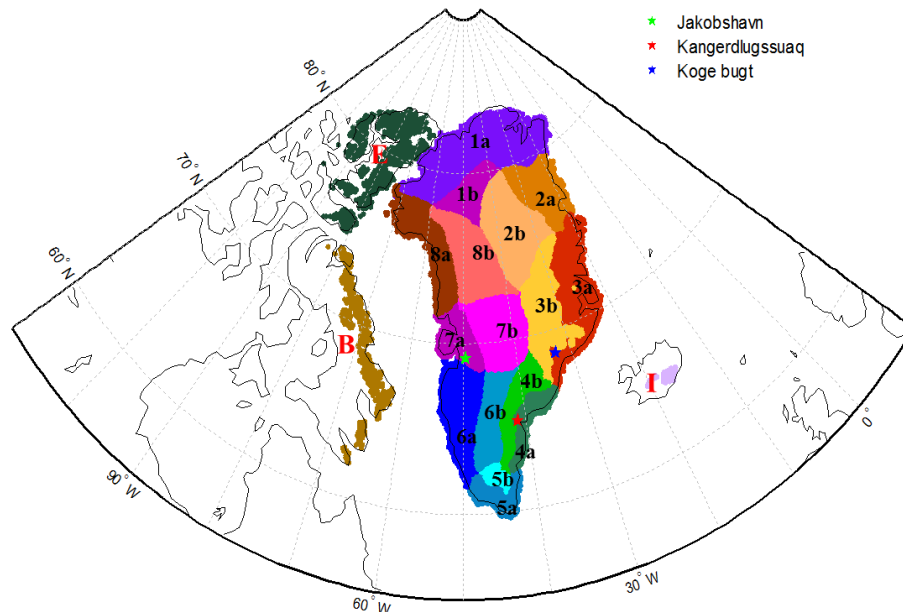 Jakobshavn
Kangerdlugssuaq
Koge bugt
80° N
70° N
60° N
E
1a
1b
2a
2b
8a
8b
3a
3b
B
7a
7b
I
4b
6b
6a
4a
5b
5a
0°
90° W
60° W
30° W